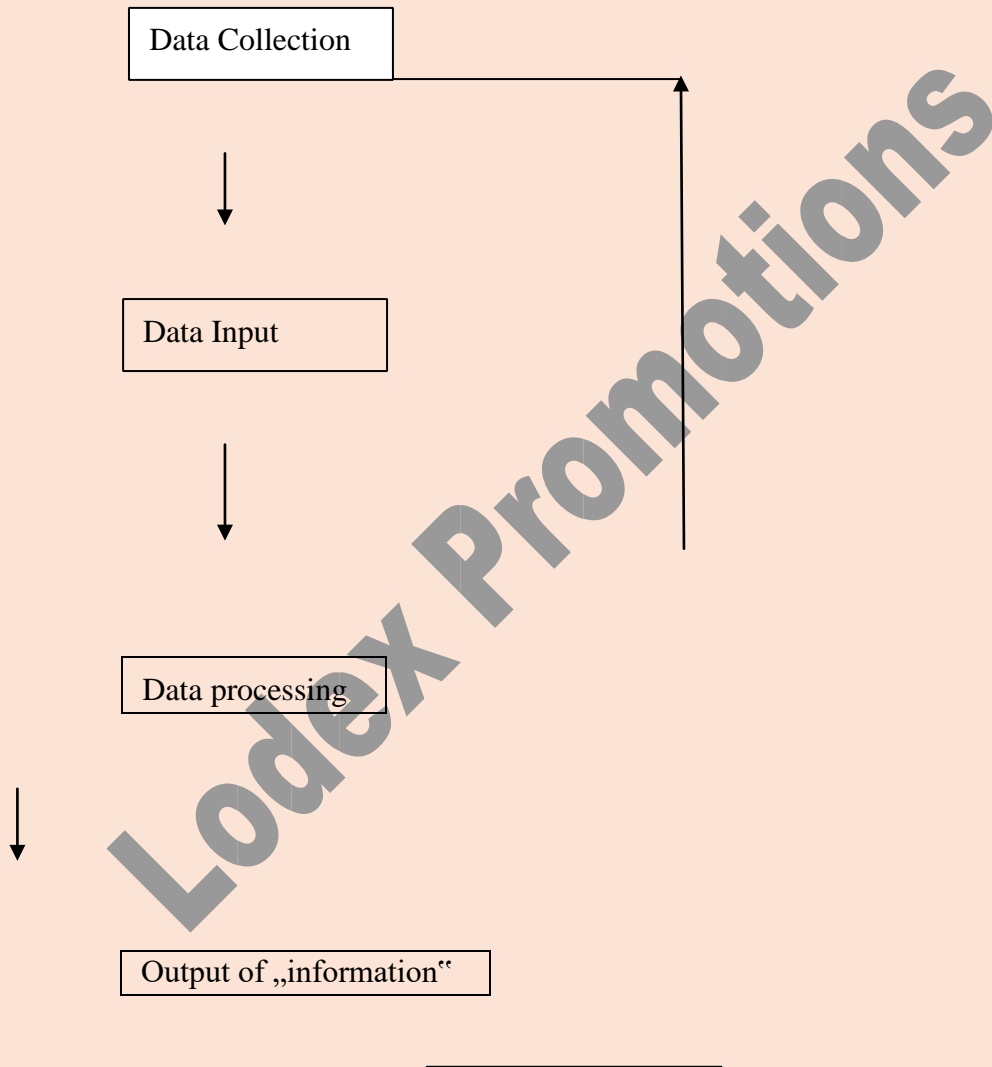 Data Collection
Data Input
Data processing
Output of „information‟
Lodex Promotions